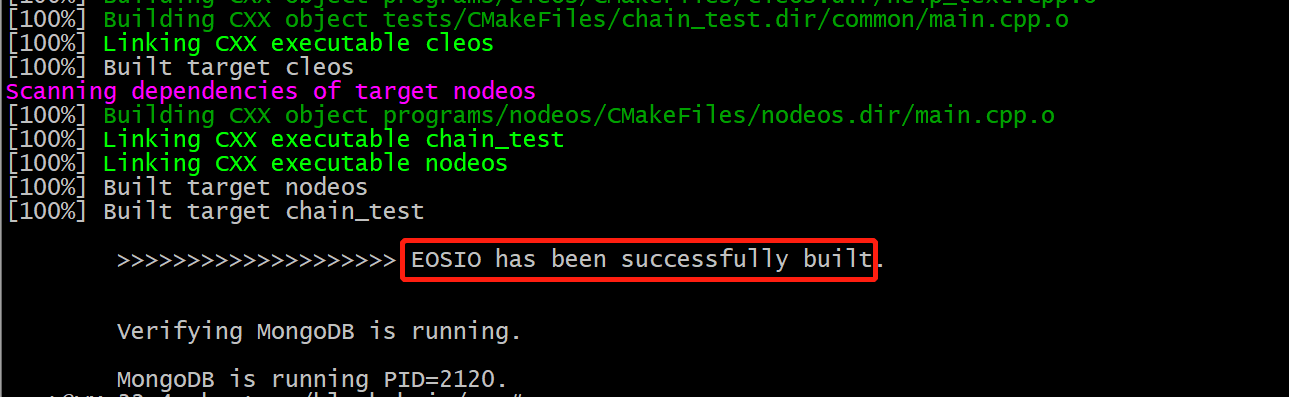 [100%] Building CXX object programs/cleos/CMakeFiles/cleos.dir/help_text.cpp.o
[100%] Building CXX object tests/CMakeFiles/chain_test.dir/common/main.cpp.o
[100%] Linking CXX executable cleos
[100%] Built target cleos
Scanning dependencies of target nodeos
[100%] Building CXX object programs/nodeos/CMakeFiles/nodeos.dir/main.cpp.o
[100%] Linking CXX executable chain_test
[100%] Linking CXX executable nodeos
[100%] Built target nodeos
[100%] Built target chain_test
>>>>>>>>>>>>>>>>>>>> EOSIO has been successfully built.
Verifying MongoDB is running.
MongoDB is running PID=2120.